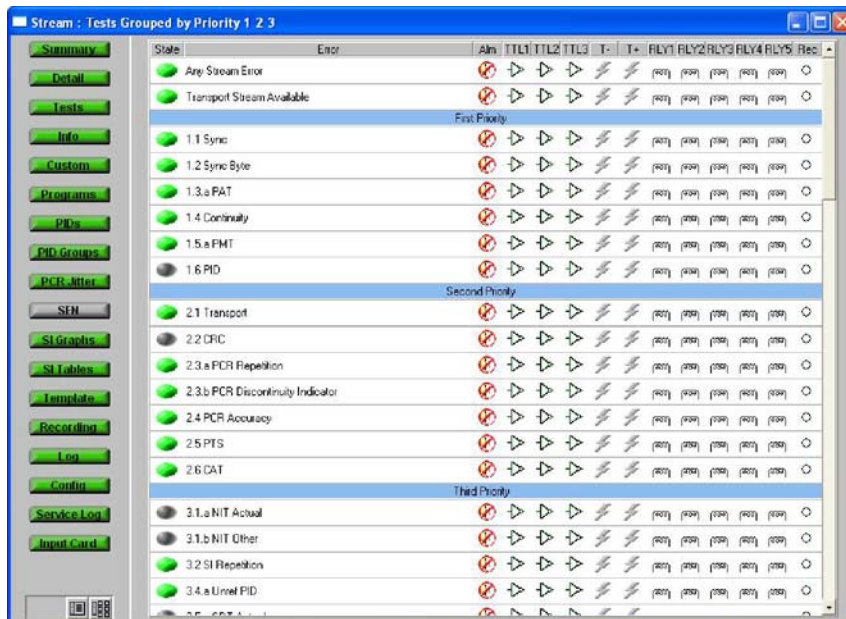 Stream : Tests Grouped by Priority 1 2 3
Summary
Detail
Tests
Info
Custom
Programs
PIDs
PID Groups
PCR Jitter
SFN
SI Graphs
SI Tables
Template
Recording
Log
Config
Service Log
Input Card
State Error Alm TTL1 TTL2 TTL3 T- T+ RLY1 RLY2 RLY3 RLY4 RLY5 Rec
Any Stream Error
Transport Stream Available
First Priority
1.1 Sync
1.2 Sync Byte
1.3.a PAT
1.4 Continuity
1.5.a PMT
1.6 PID
Second Priority
2.1 Transport
2.2 CRC
2.3.a PCR Repetition
2.3.b PCR Discontinuity Indicator
2.4 PCR Accuracy
2.5 PTS
2.6 CAT
Third Priority
3.1.a NIT Actual
3.1.b NIT Other
3.2 SI Repetition
3.4.a Unref PID